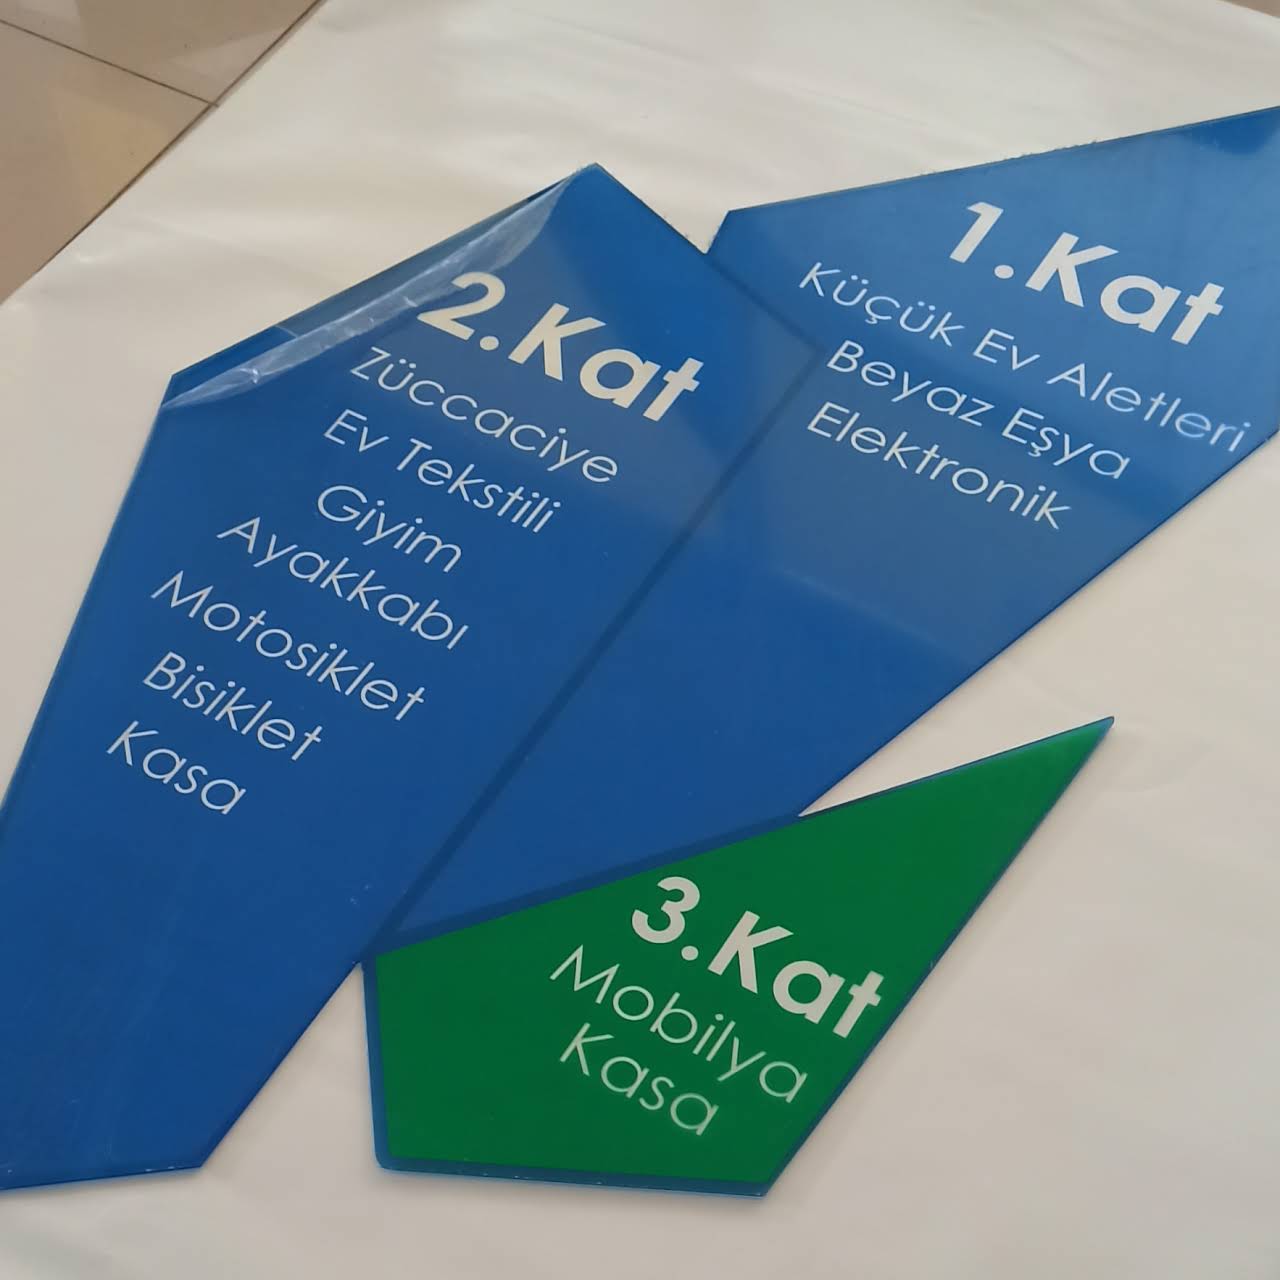 1.Kat
Küçük Ev Aletleri
Beyaz Eşya
Elektronik
2.Kat
Züccaciye
Ev Tekstili
Giyim
Ayakkabı
Motosiklet
Bisiklet
Kasa
3.Kat
Mobilya
Kasa